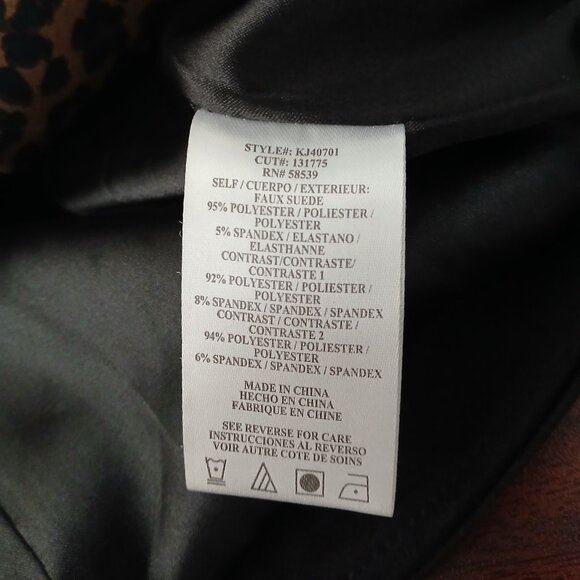 STYLE#: KJ40701
CUT#: 131775
RN# 58539
SELF / CUERPO / EXTERIEUR:
FAUX SUEDE
95% POLYESTER / POLIESTER /
POLYESTER
5% SPANDEX / ELASTANO /
ELASTHANNE
CONTRAST/CONTRASTE/
CONTRASTE 1
92% POLYESTER / POLIESTER /
POLYESTER
8% SPANDEX / SPANDEX / SPANDEX
CONTRAST / CONTRASTE /
CONTRASTE 2
94% POLYESTER / POLIESTER /
POLYESTER
6% SPANDEX / SPANDEX / SPANDEX
MADE IN CHINA
HECHO EN CHINA
FABRIQUE EN CHINE
SEE REVERSE FOR CARE
INSTRUCCIONES AL REVERSO
VOIR AUTRE COTE DE SOINS